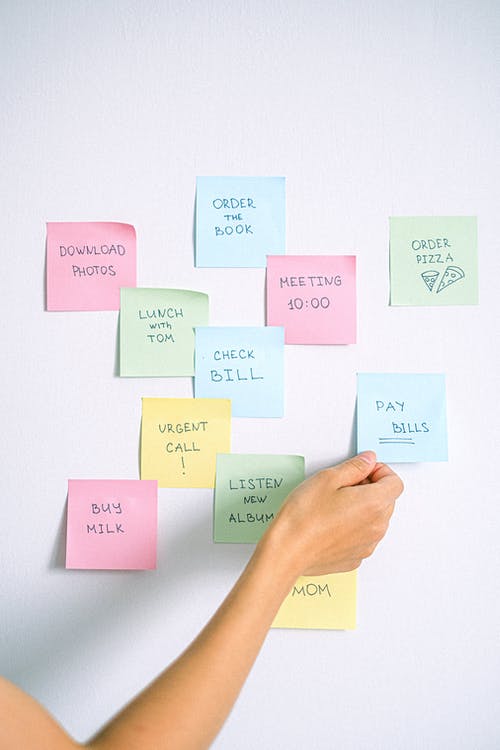 ORDER
THE
BOOK
DOWNLOAD
PHOTOS
ORDER
PIZZA
MEETING
10:00
LUNCH
with
TOM
CHECK
BILL
PAY
BILLS
URGENT
CALL
!
LISTEN
NEW
ALBUM
BUY
MILK
MOM